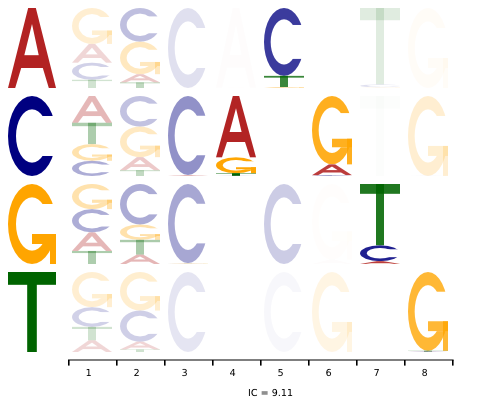 A G A C T C G A T C A C T T G
C A T G C C G A T C A G T G A T G
G G C A T C G T A C C G T C
T G C T A G C T A C C G G
1 2 3 4 5 6 7 8
IC = 9.11